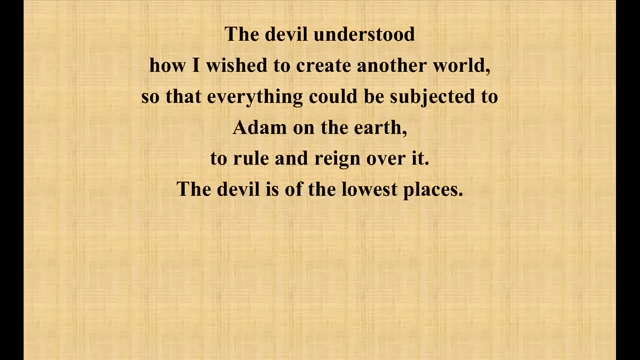 The devil understood
how I wished to create another world,
so that everything could be subjected to
Adam on the earth,
to rule and reign over it.
The devil is of the lowest places.